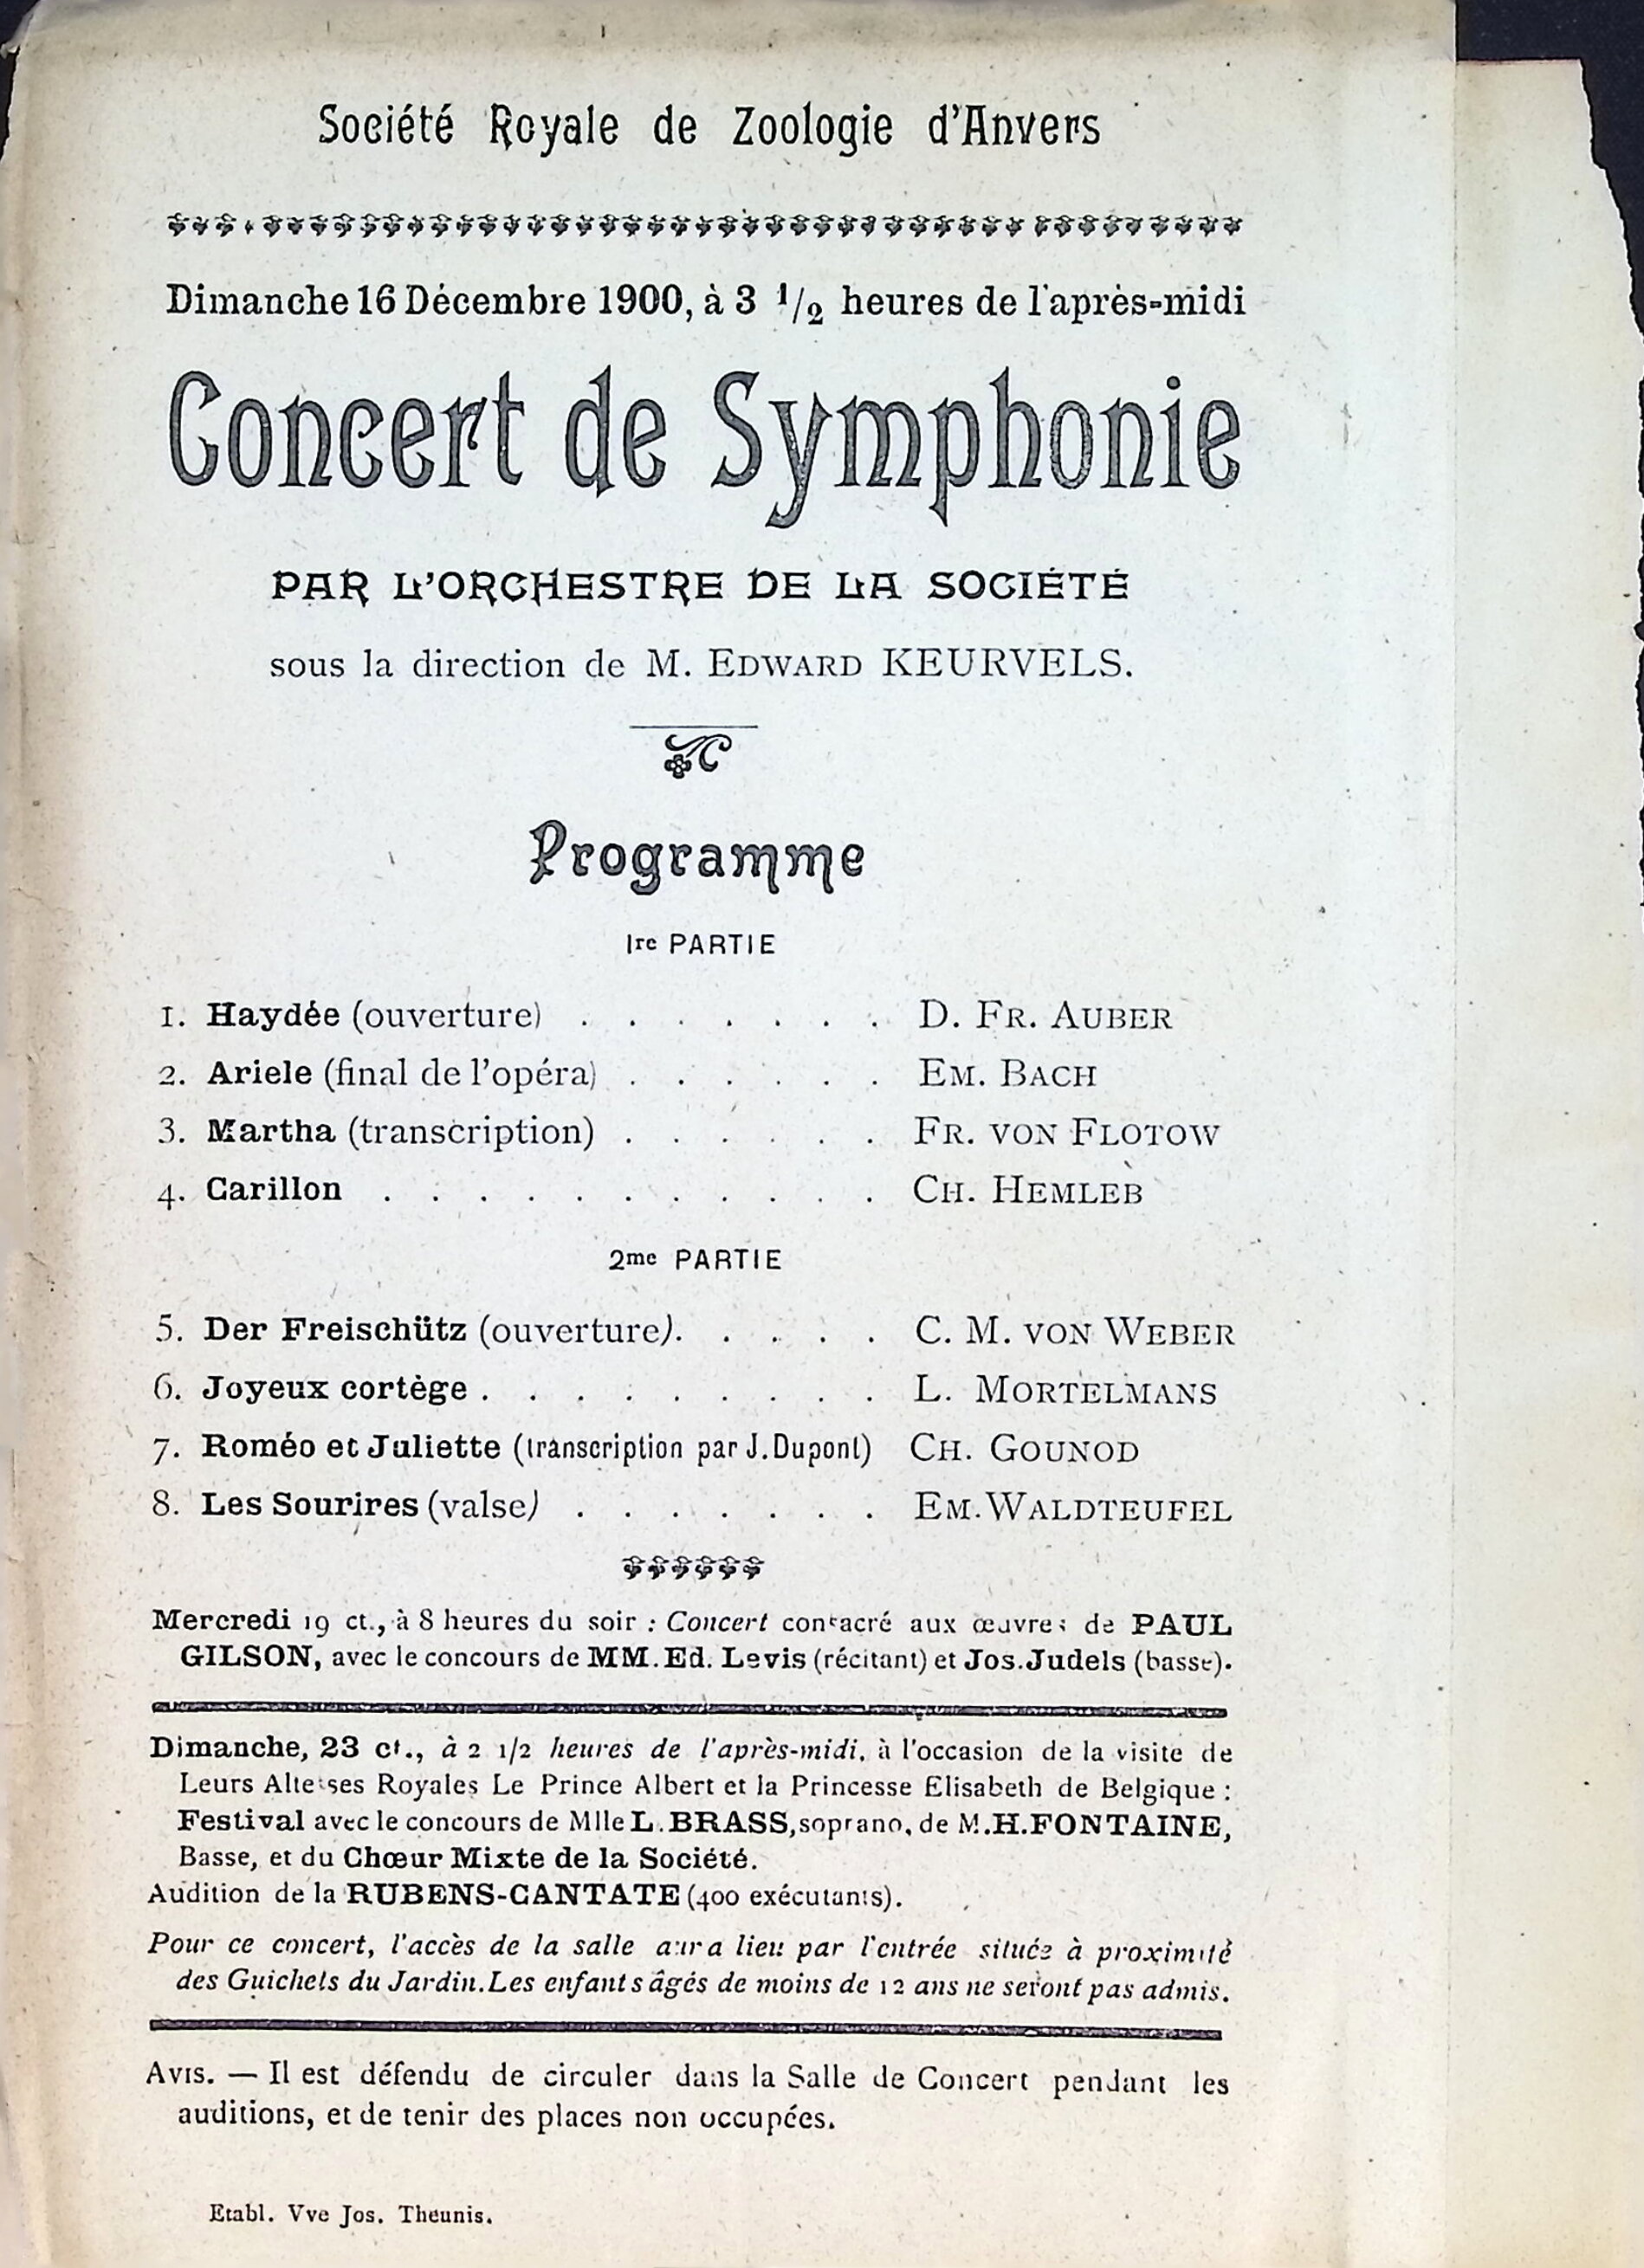 Société Royale de Zoologie d'Anvers
Dimanche 16 Décembre 1900, à 3 1/2 heures de l'après-midi
Concert de Symphonie
PAR L'ORCHESTRE DE LA SOCIÉTÉ
sous la direction de M. EDWARD KEURVELS.
Programme
1re PARTIE
1. Haydée (ouverture) . . . . . . . D. FR. AUBER
2. Ariele (final de l'opéra) . . . . . . EM. BACH
3. Martha (transcription) . . . . . . FR. VON FLOTOW
4. Carillon . . . . . . . . . . . CH. HEMLEB
2me PARTIE
5. Der Freischütz (ouverture). . . . . C. M. VON WEBER
6. Joyeux cortège . . . . . . . . . L. MORTELMANS
7. Roméo et Juliette (transcription par J. Dupont) CH. GOUNOD
8. Les Sourires (valse) . . . . . . . EM. WALDTEUFEL
Mercredi 19 ct., à 8 heures du soir : Concert consacré aux œuvres de PAUL
GILSON, avec le concours de MM. Ed. Levis (récitant) et Jos. Judels (basse).
Dimanche, 23 ct., à 2 1/2 heures de l'après-midi, à l'occasion de la visite de
Leurs Altesses Royales Le Prince Albert et la Princesse Elisabeth de Belgique :
Festival avec le concours de Mlle L. BRASS, soprano, de M. H. FONTAINE,
Basse, et du Chœur Mixte de la Société.
Audition de la RUBENS-CANTATE (400 exécutants).
Pour ce concert, l'accès de la salle aura lieu par l'entrée située à proximité
des Guichets du Jardin. Les enfants âgés de moins de 12 ans ne seront pas admis.
AVIS. — Il est défendu de circuler dans la Salle de Concert pendant les
auditions, et de tenir des places non occupées.
Etabl. Vve Jos. Theunis.